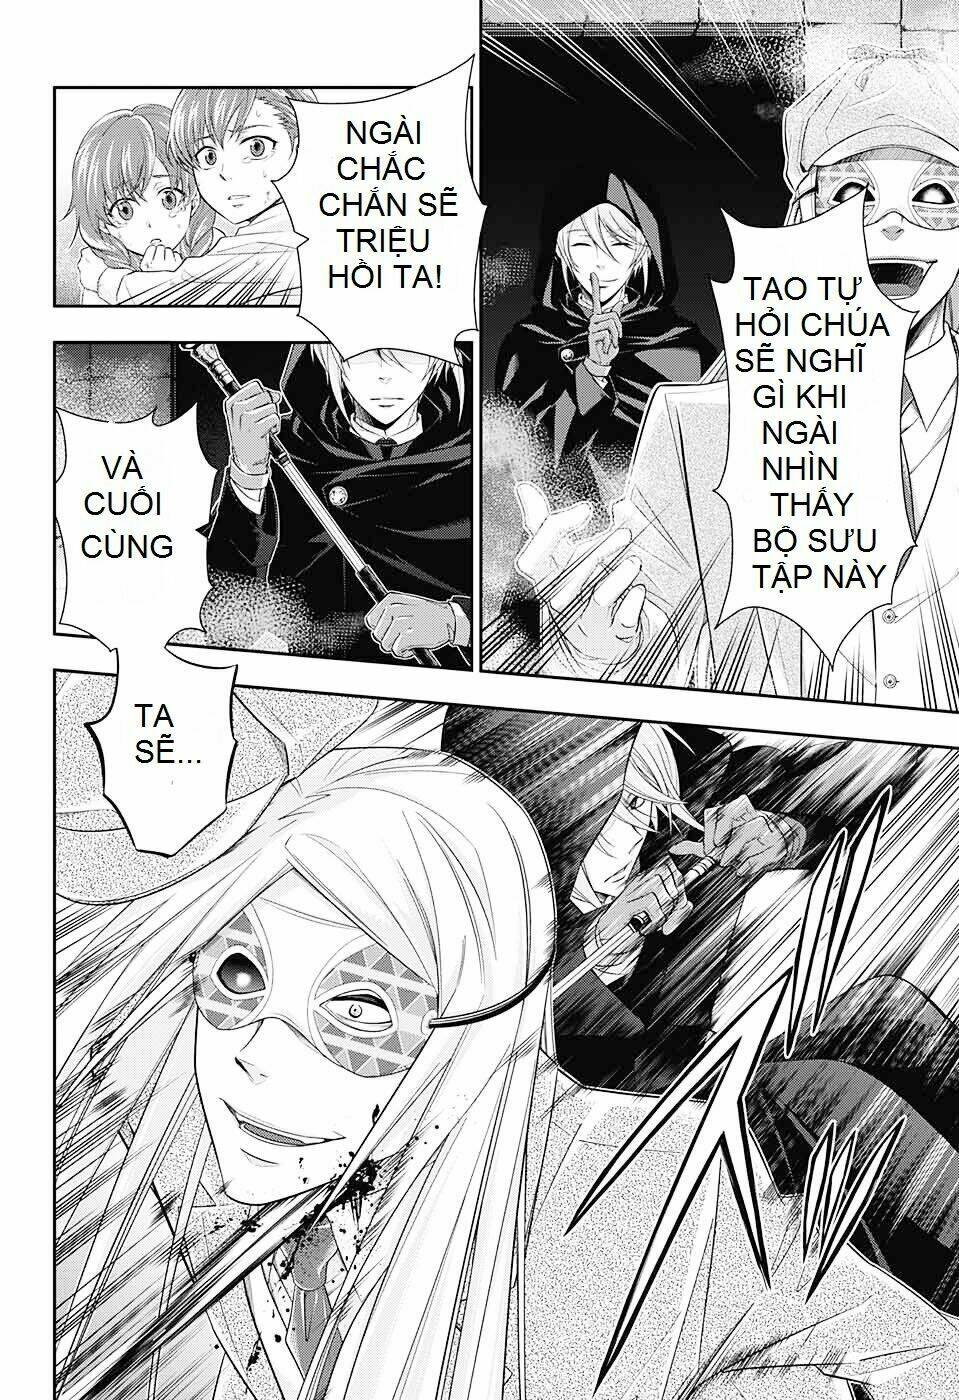 TAO TỰ
HỎI CHÚA
SẼ NGHĨ
GÌ KHI
NGÀI
NHÌN
THẤY
BỘ SƯU
TẬP NÀY
NGÀI
CHẮC
CHẮN SẼ
TRIỆU
HỒI TA!
VÀ
CUỐI
CÙNG
TA
SẼ...